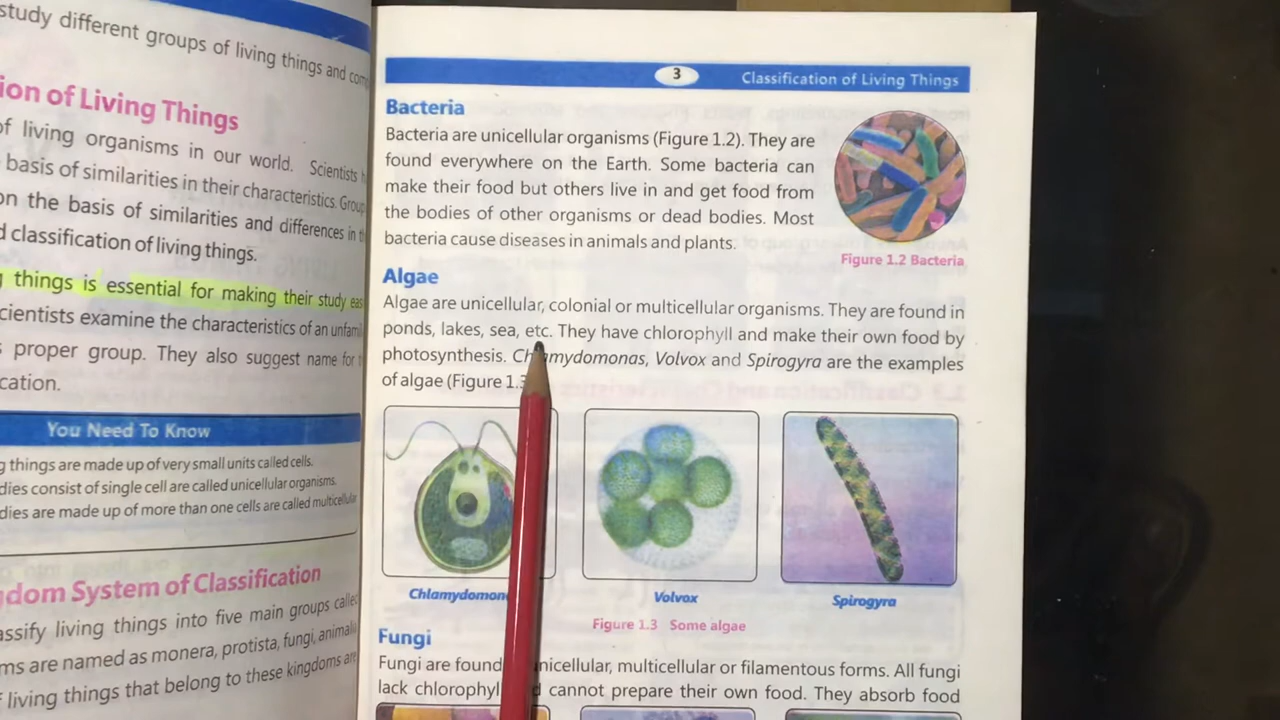 study different groups of living things and
ion of Living Things
of living organisms in our world. Scientists
basis of similarities in their characteristics. Group
on the basis of similarities and differences in
d classification of living things.
things is essential for making their study
cientists examine the characteristics of an
s proper group. They also suggest name for
cation.
You Need To Know
g things are made up of very small units called cells.
dies consist of single cell are called unicellular organisms.
dies are made up of more than one cells are called multicellular
gdom System of Classification
assify living things into five main groups called
ms are named as monera, protista, fungi,
f living things that belong to these kingdoms are
3 Classification of Living Things
Bacteria
Bacteria are unicellular organisms (Figure 1.2). They are
found everywhere on the Earth. Some bacteria can
make their food but others live in and get food from
the bodies of other organisms or dead bodies. Most
bacteria cause diseases in animals and plants.
Figure 1.2 Bacteria
Algae
Algae are unicellular, colonial or multicellular organisms. They are found in
ponds, lakes, sea, etc. They have chlorophyll and make their own food by
photosynthesis. Chlamydomonas, Volvox and Spirogyra are the examples
of algae (Figure 1.3
Chlamydomon
Volvox
Spirogyra
Figure 1.3 Some algae
Fungi
Fungi are found unicellular, multicellular or filamentous forms. All fungi
lack chlorophyll cannot prepare their own food. They absorb food